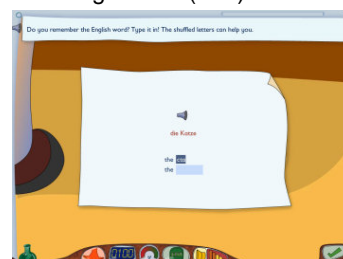 Do you remember the English word? Type it in! The shuffled letters can help you.
die Katze
the
the